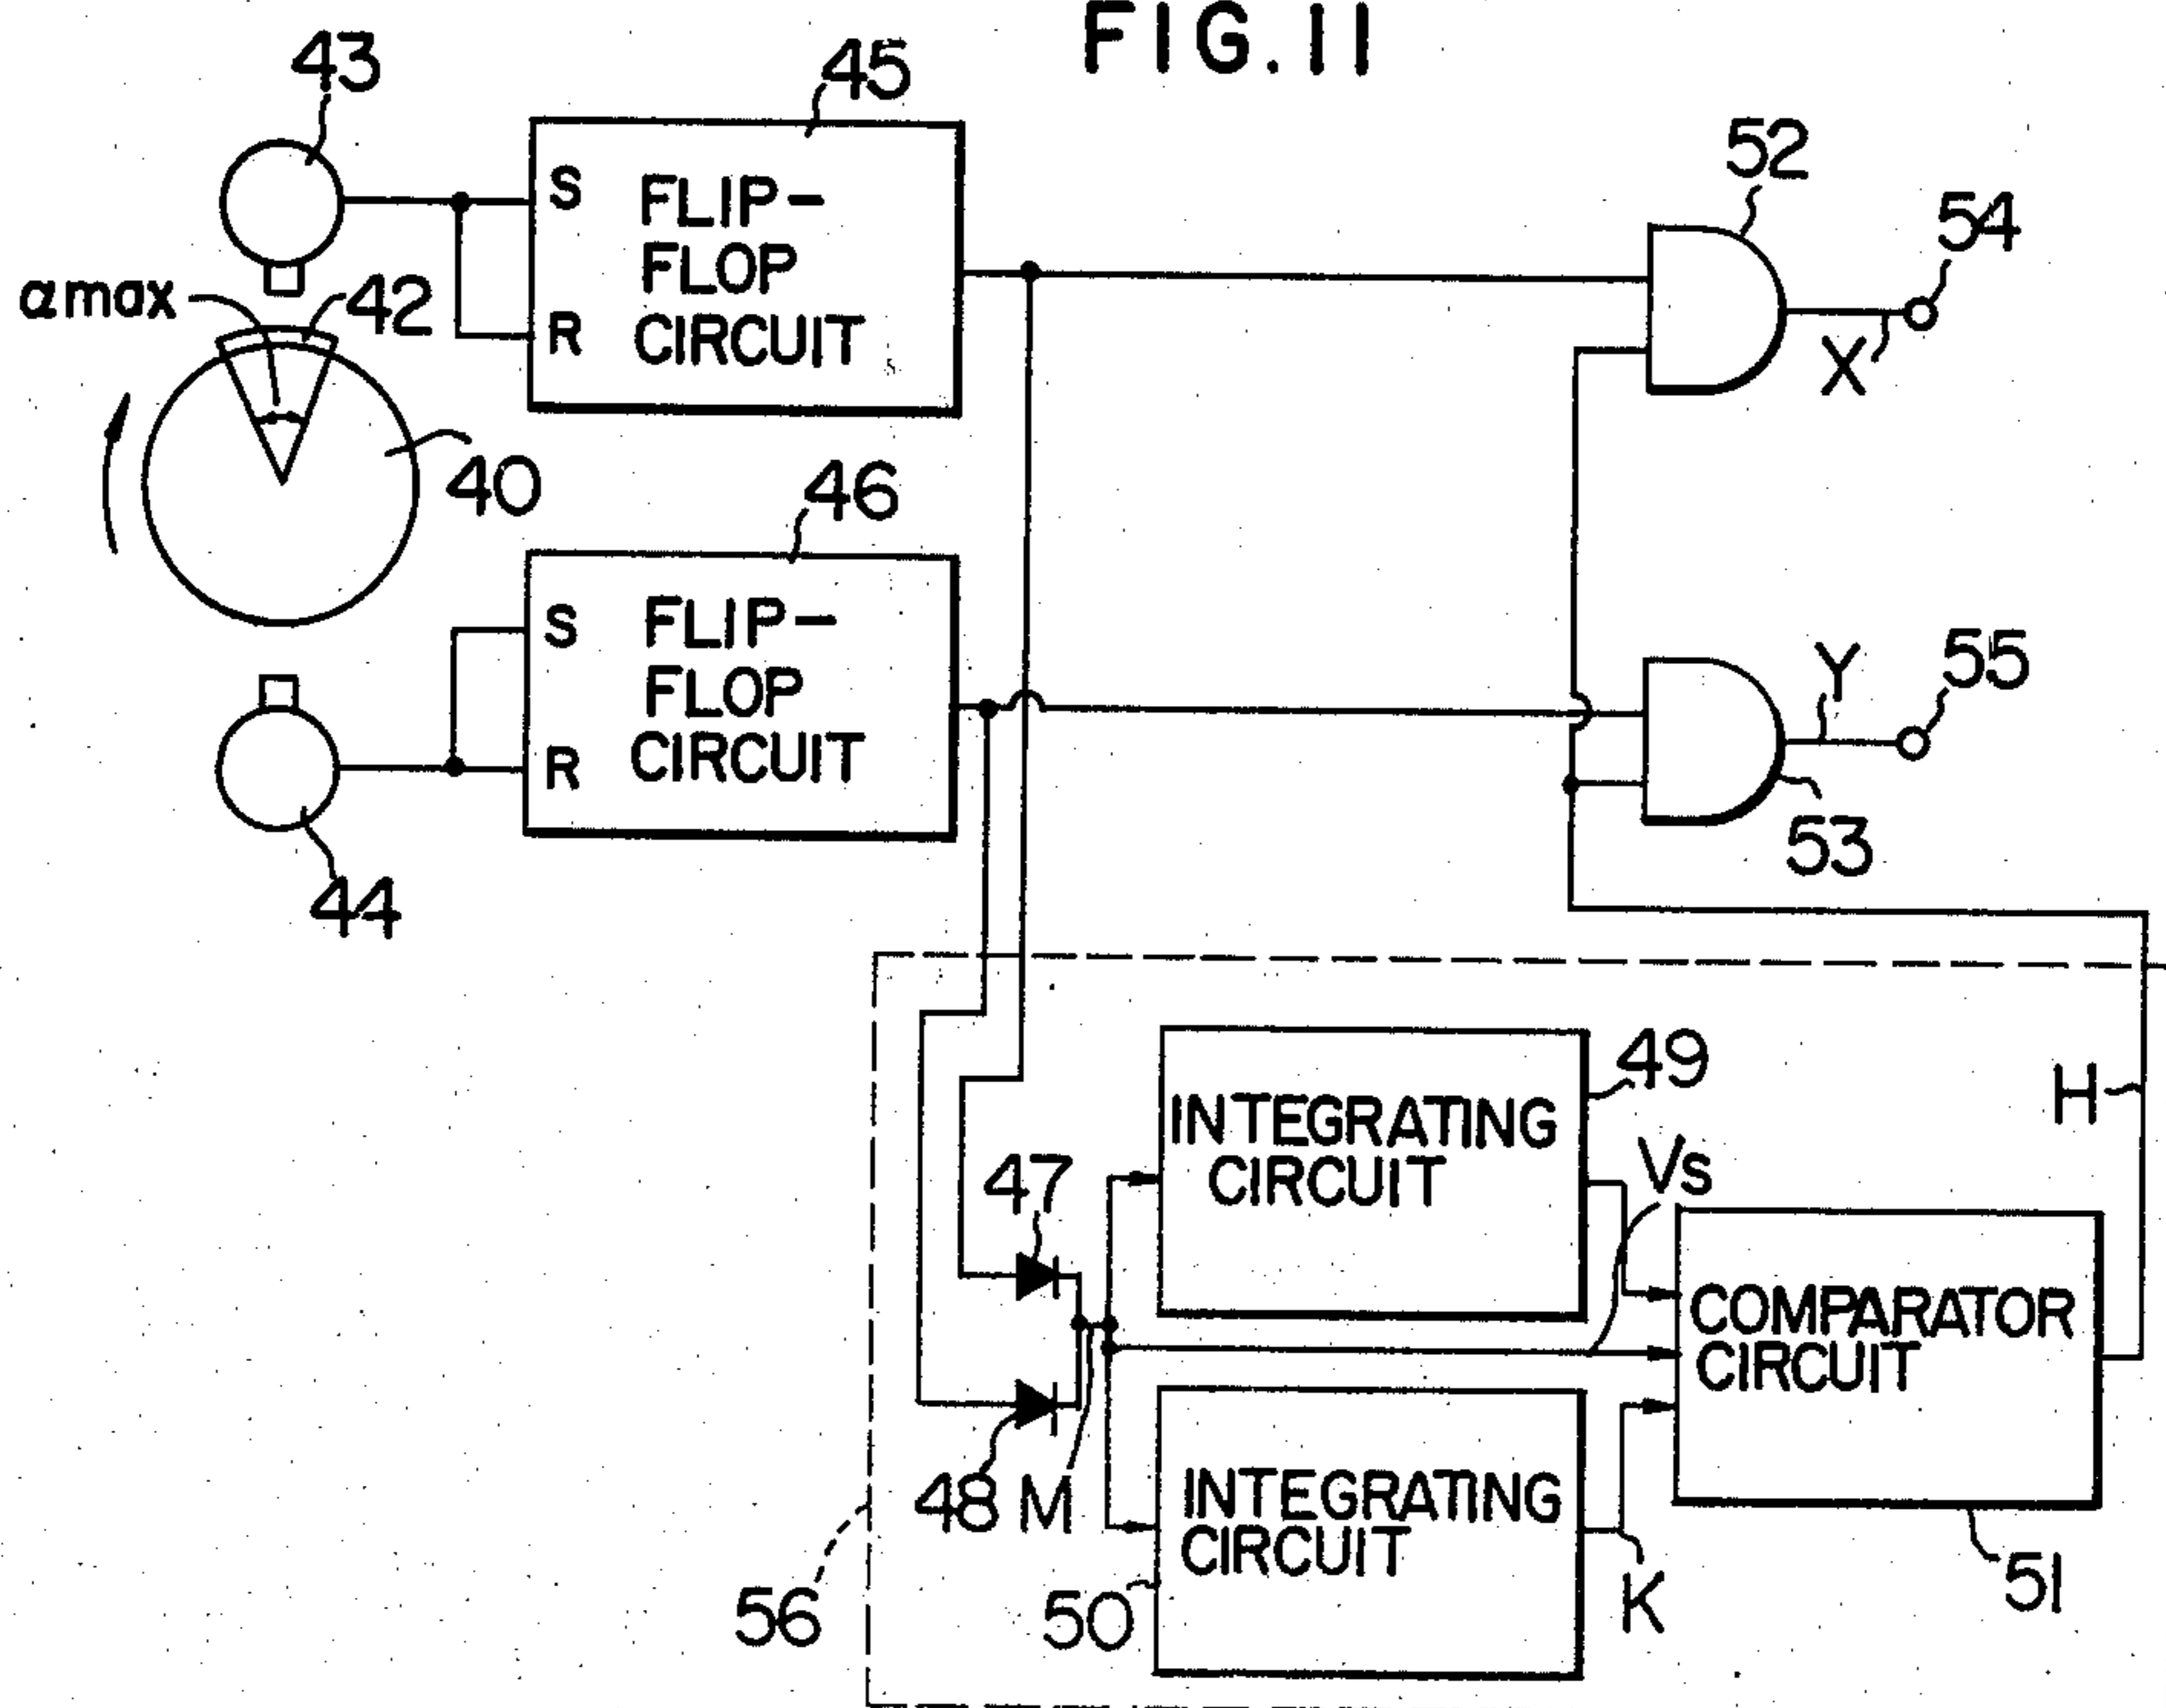 FIG. 11
43
45
52
54
S
FLIP-
FLOP
CIRCUIT
R
αmax
42
X
40
46
S
FLIP-
FLOP
CIRCUIT
R
Y
55
53
44
49
H
INTEGRATING
CIRCUIT
Vs
47
COMPARATOR
CIRCUIT
48
M
INTEGRATING
CIRCUIT
56
50
K
51